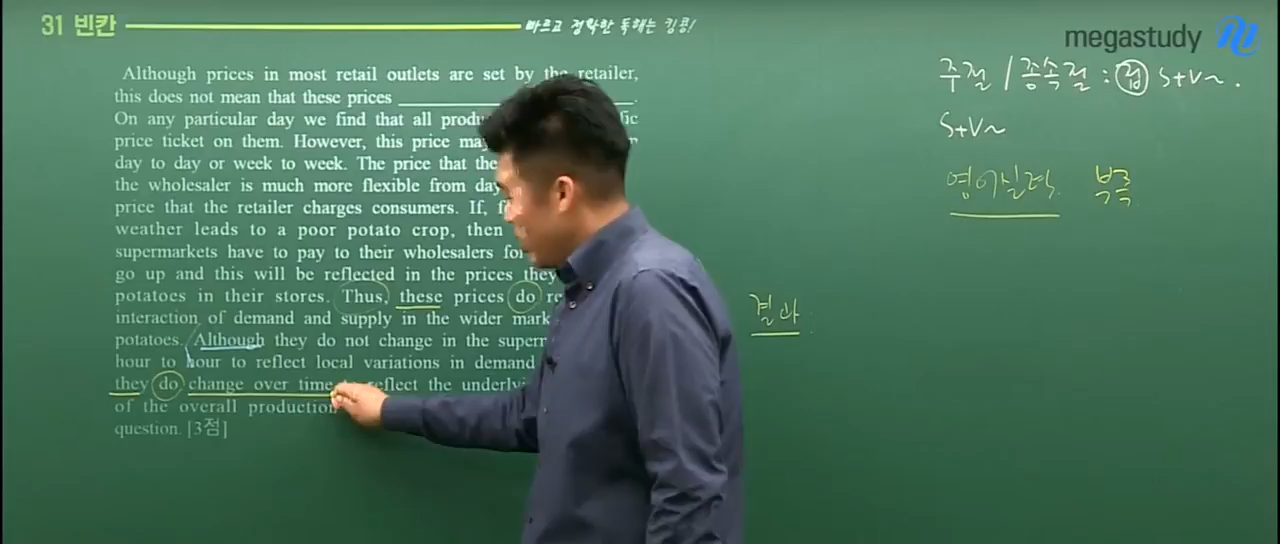 31 빈칸
빠르고 정확한 독해는 킹콩!
megastudy
Although prices in most retail outlets are set by the retailer,
this does not mean that these prices
On any particular day we find that all
price ticket on them. However, this price may
day to day or week to week. The price that the
the wholesaler is much more flexible from day
price that the retailer charges consumers. If,
weather leads to a poor potato crop, then
supermarkets have to pay to their wholesalers
go up and this will be reflected in the prices they
potatoes in their stores. Thus, these prices do
interaction of demand and supply in the wider
potatoes. Although they do not change in the
hour to hour to reflect local variations in demand
they do change over time reflect the
of the overall production
question. [3점]
주절 / 종속절 : 접 S+V~.
S+V~
영어실력 부족
결과